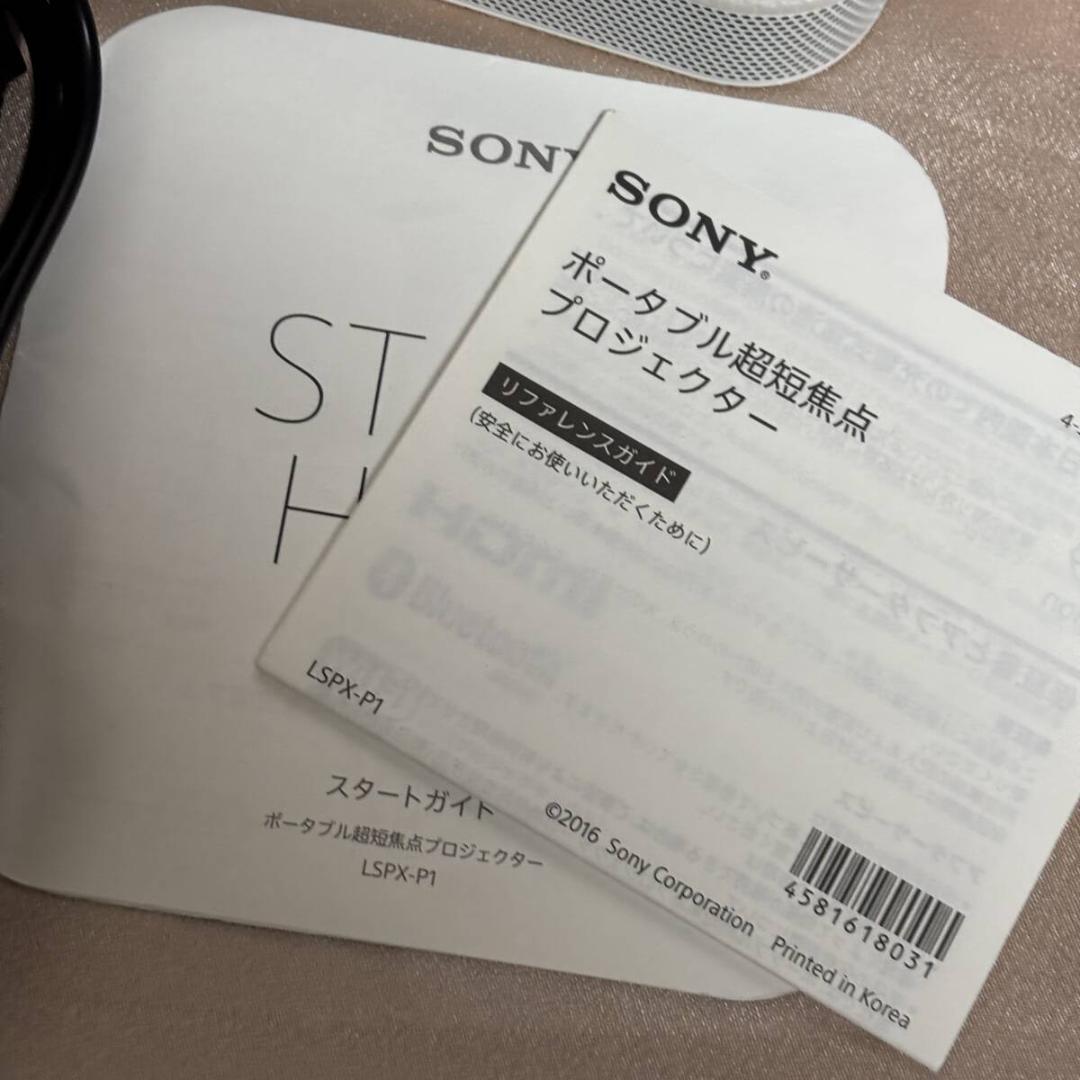 SONY
ST
H
スタートガイド
ポータブル超短焦点プロジェクター
LSPX-P1
SONY®
ポータブル超短焦点
プロジェクター
リファレンスガイド
(安全にお使いいただくために)
LSPX-P1
©2016 Sony Corporation Printed in Korea
4581618031